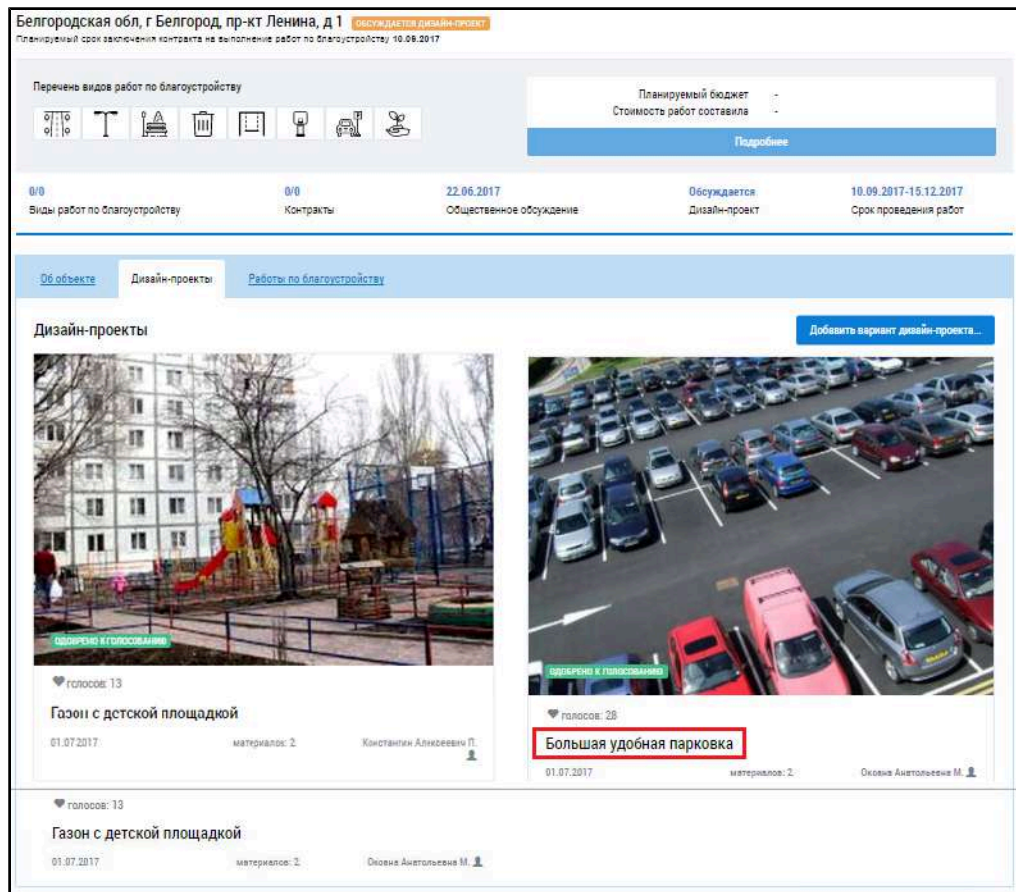 Белгородская обл, г Белгород, пр-кт Ленина, д 1 ОБСУЖДАЕТСЯ ДИЗАЙН-ПРОЕКТ
Планируемый срок заключения контракта на выполнение работ по благоустройству 10.09.2017
Перечень видов работ по благоустройству
Планируемый бюджет -
Стоимость работ составила -
Подробнее
0/0 0/0 22.06.2017 Обсуждается 10.09.2017-15.12.2017
Виды работ по благоустройству Контракты Общественное обсуждение Дизайн-проект Срок проведения работ
Об объекте Дизайн-проекты Работы по благоустройству
Дизайн-проекты Добавить вариант дизайн-проекта...
ОДОБРЕНО К ГОЛОСОВАНИЮ
голосов: 13
Газон с детской площадкой
01.07.2017 материалов: 2 Константин Алексеевич П.
ОДОБРЕНО К ГОЛОСОВАНИЮ
голосов: 28
Большая удобная парковка
01.07.2017 материалов: 2 Оковна Анатольевна М.
голосов: 13
Газон с детской площадкой
01.07.2017 материалов: 2 Оковна Анатольевна М.